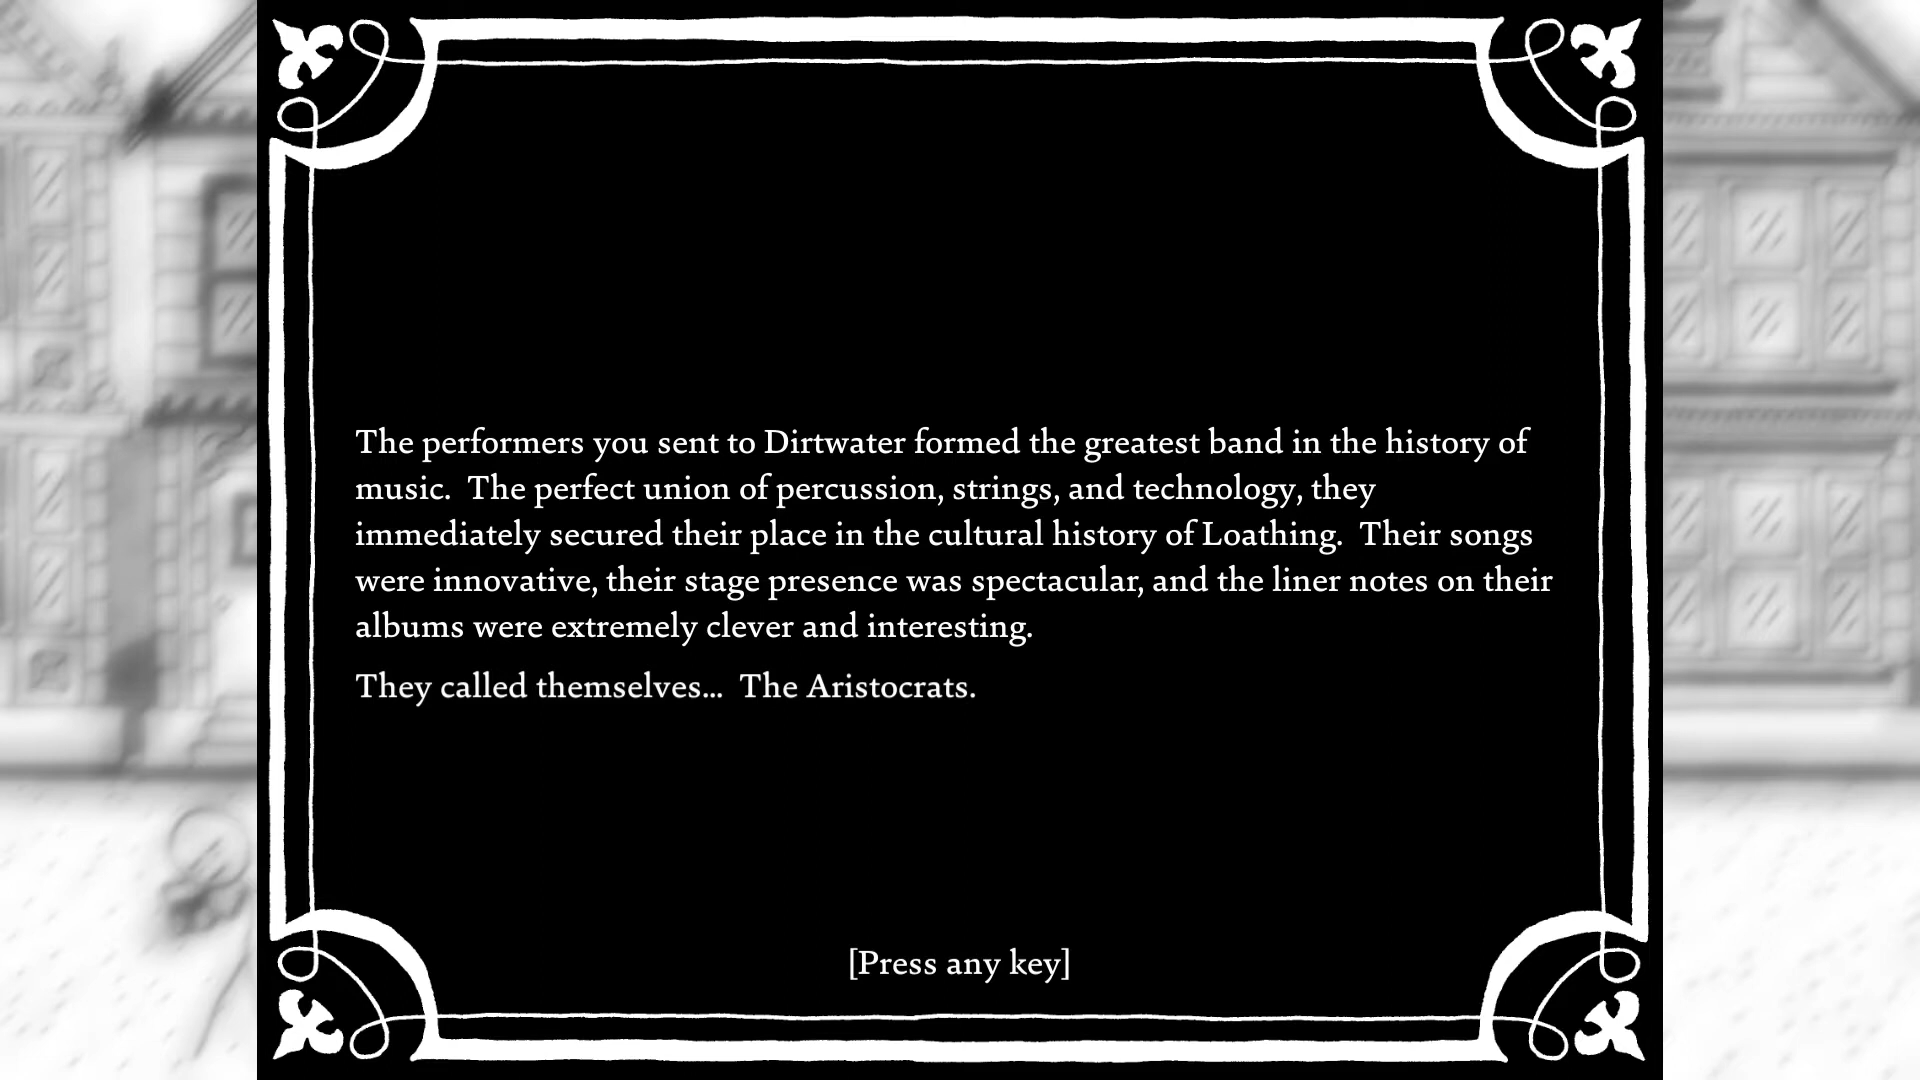 The performers you sent to Dirtwater formed the greatest band in the history of
music.  The perfect union of percussion, strings, and technology, they
immediately secured their place in the cultural history of Loathing.  Their songs
were innovative, their stage presence was spectacular, and the liner notes on their
albums were extremely clever and interesting.
They called themselves...  The Aristocrats.
[Press any key]